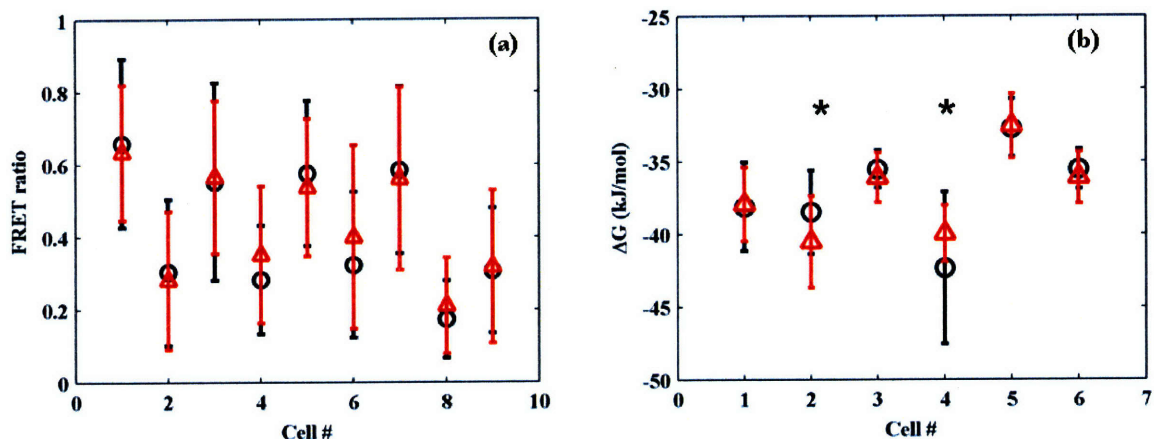 (a)
FRET ratio
1
0.8
0.6
0.4
0.2
0
0 2 4 6 8 10
Cell #
(b)
ΔG (kJ/mol)
-25
-30
-35
-40
-45
-50
* *
0 1 2 3 4 5 6 7
Cell #